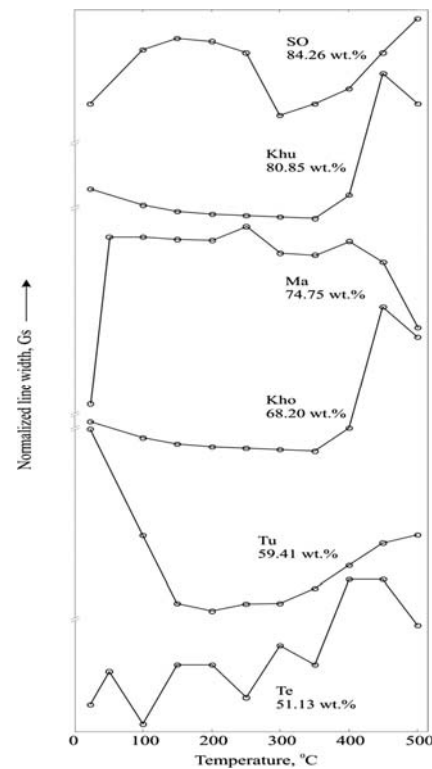 SO
84.26 wt.%
Khu
80.85 wt.%
Ma
74.75 wt.%
Kho
68.20 wt.%
Tu
59.41 wt.%
Te
51.13 wt.%
Normalized line width, Gs
0 100 200 300 400 500
Temperature, °C